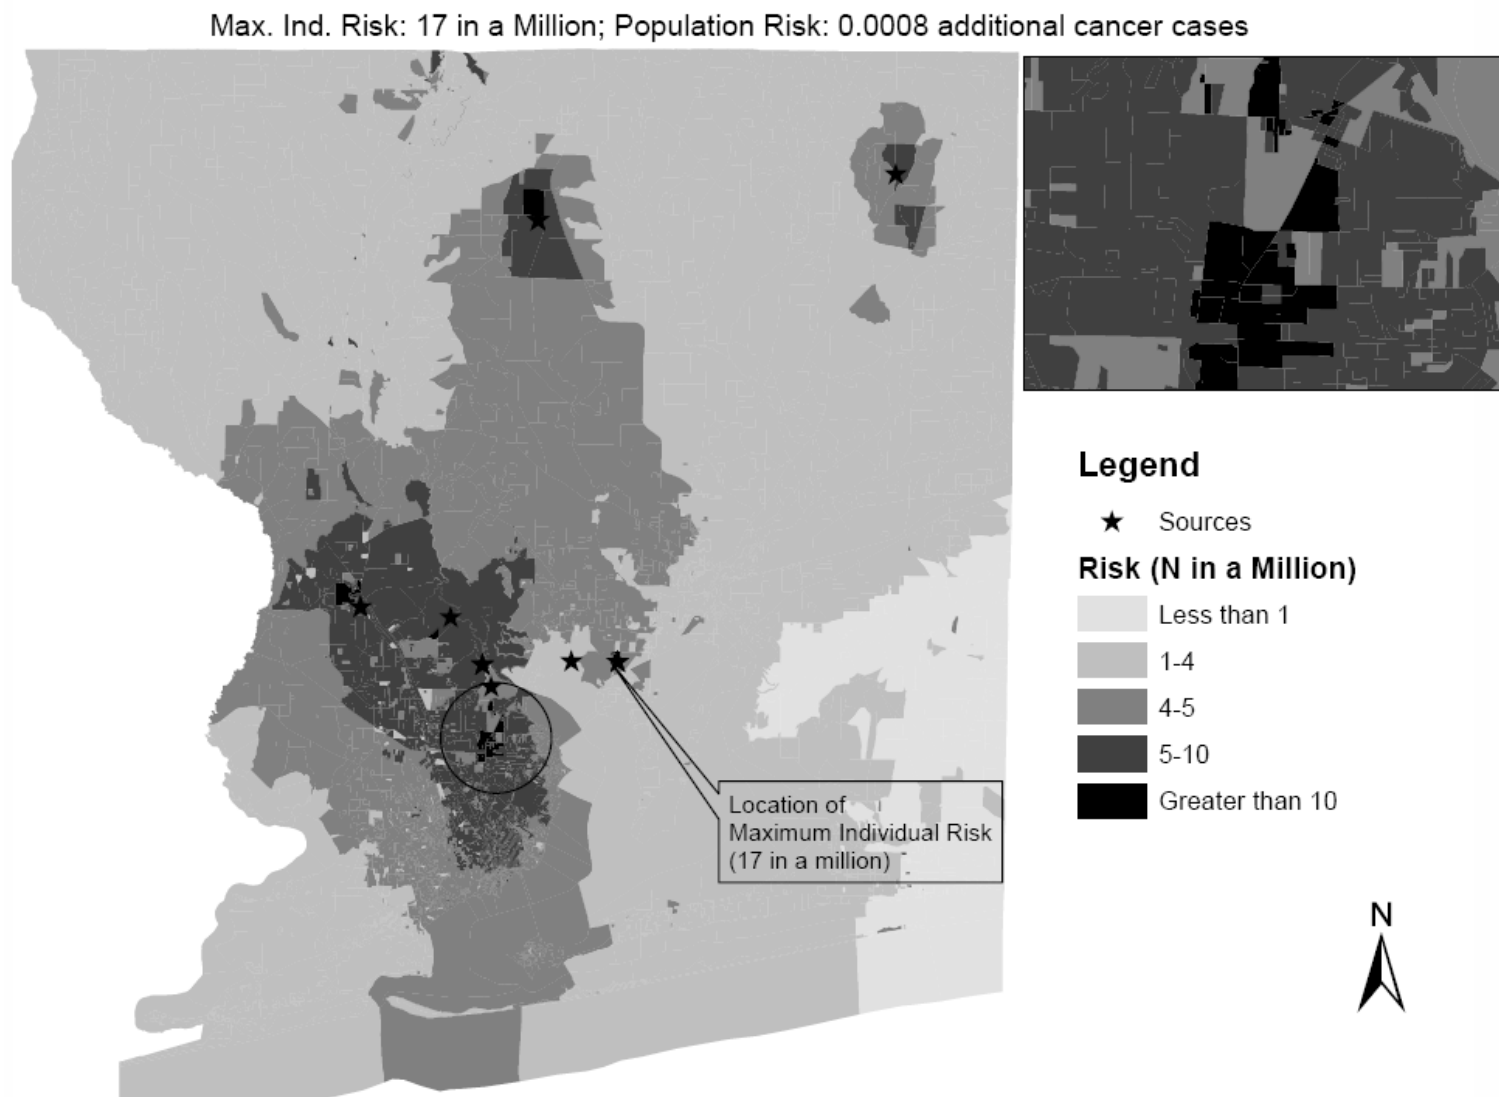 Max. Ind. Risk: 17 in a Million; Population Risk: 0.0008 additional cancer cases
Legend
Sources
Risk (N in a Million)
Less than 1
1-4
4-5
5-10
Greater than 10
Location of
Maximum Individual Risk
(17 in a million)
N